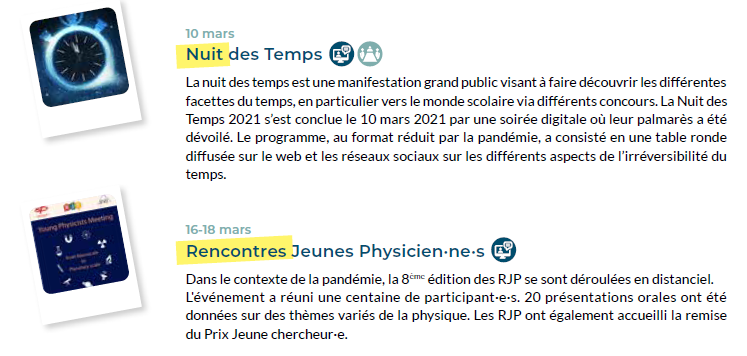 10 mars
Nuit des Temps
La nuit des temps est une manifestation grand public visant à faire découvrir les différentes
facettes du temps, en particulier vers le monde scolaire via différents concours. La Nuit des
Temps 2021 s’est conclue le 10 mars 2021 par une soirée digitale où leur palmarès a été
dévoilé. Le programme, au format réduit par la pandémie, a consisté en une table ronde
diffusée sur le web et les réseaux sociaux sur les différents aspects de l’irréversibilité du
temps.
Young Physicists Meeting
16-18 mars
Rencontres Jeunes Physicien·ne·s
Dans le contexte de la pandémie, la 8ème édition des RJP se sont déroulées en distanciel.
L'événement a réuni une centaine de participant·e·s. 20 présentations orales ont été
données sur des thèmes variés de la physique. Les RJP ont également accueilli la remise
du Prix Jeune chercheur·e.